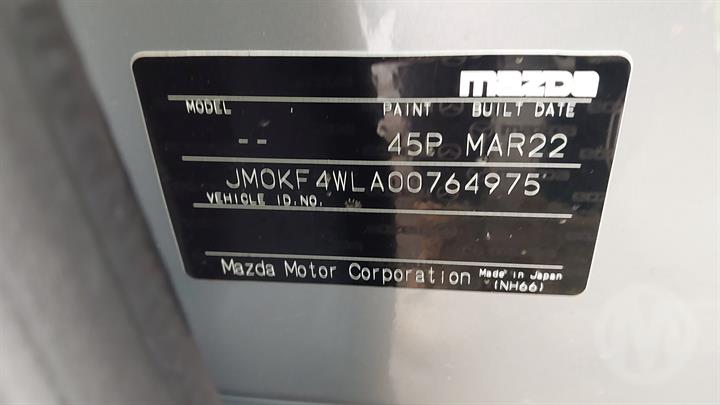 mazda
MODEL PAINT BUILT DATE
-- 45P MAR22
JM0KF4WLA00764975
VEHICLE ID.NO.
Mazda Motor Corporation Made in Japan
(NH66)
M